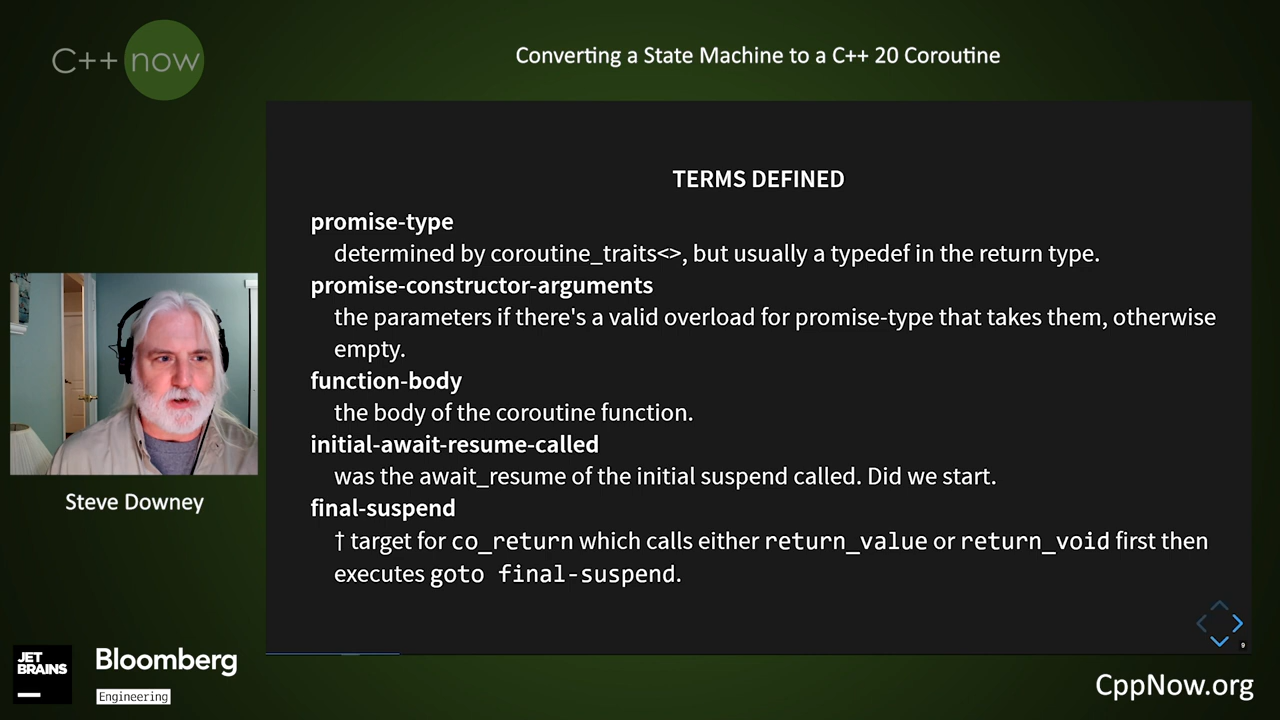 C++ now
Converting a State Machine to a C++ 20 Coroutine
TERMS DEFINED
promise-type
determined by coroutine_traits<>, but usually a typedef in the return type.
promise-constructor-arguments
the parameters if there's a valid overload for promise-type that takes them, otherwise
empty.
function-body
the body of the coroutine function.
initial-await-resume-called
was the await_resume of the initial suspend called. Did we start.
final-suspend
† target for co_return which calls either return_value or return_void first then
executes goto final-suspend.
9
Steve Downey
JET
BRAINS
Bloomberg
Engineering
CppNow.org